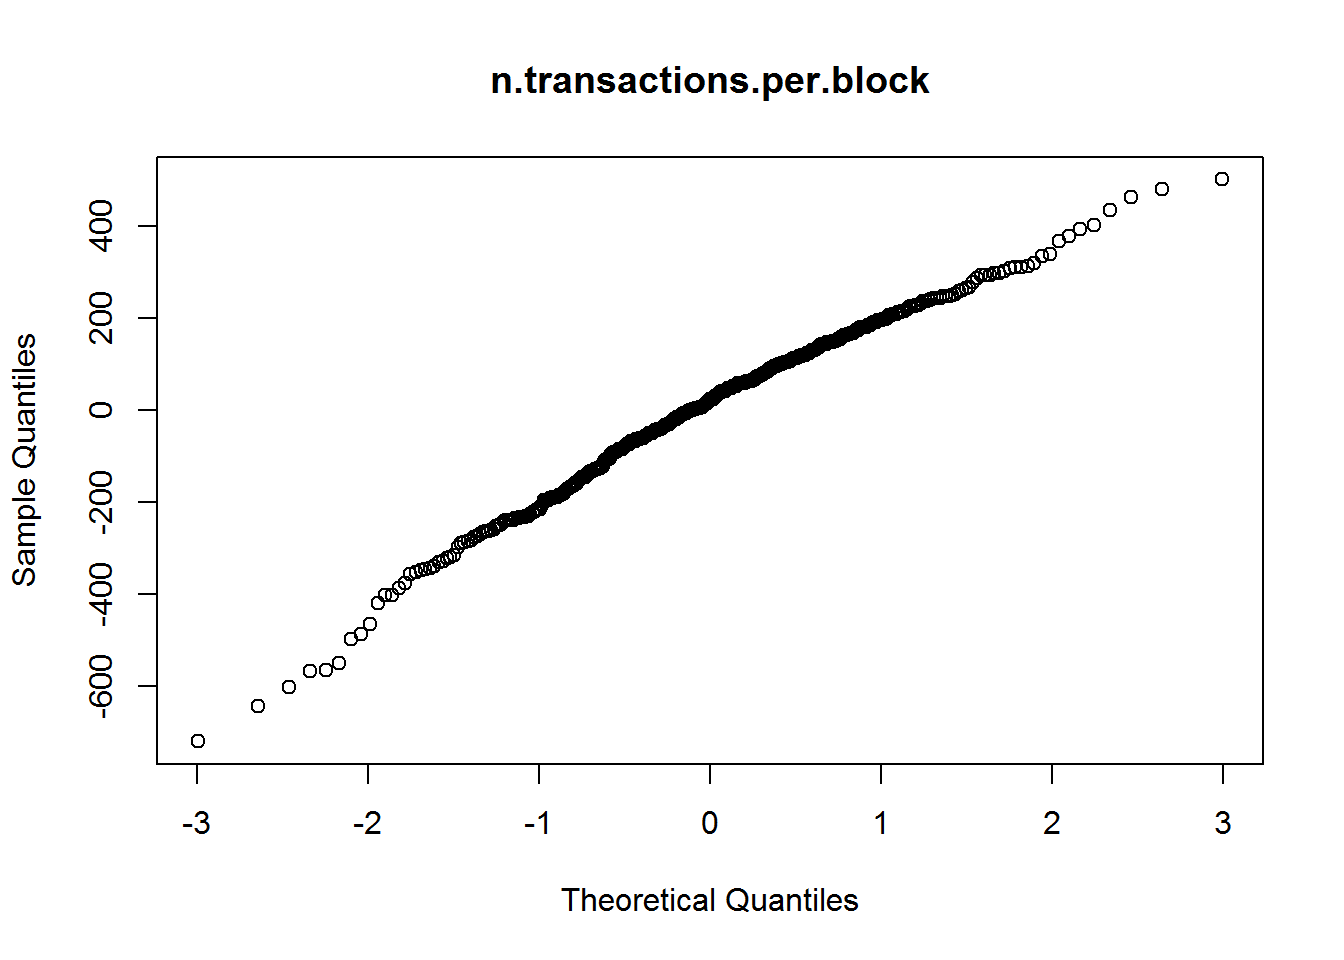 n.transactions.per.block
Sample Quantiles
400
200
0
-200
-400
-600
-3 -2 -1 0 1 2 3
Theoretical Quantiles